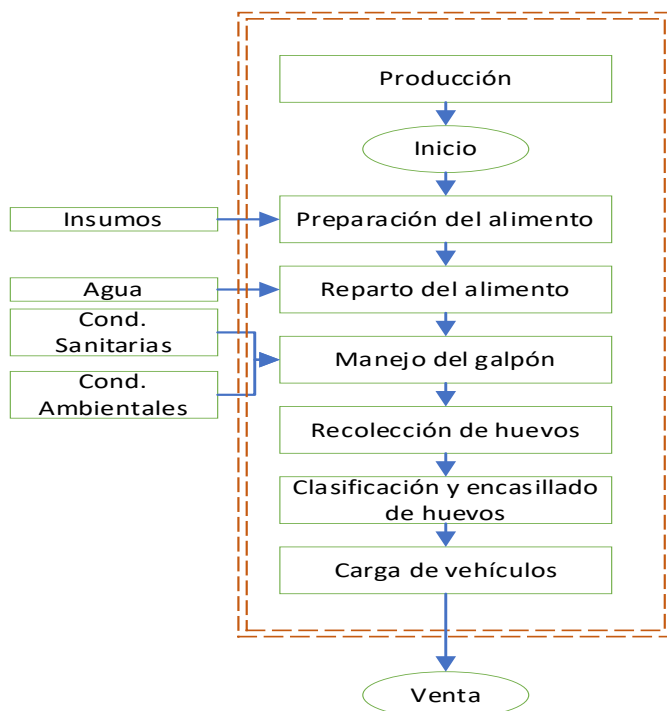 Producción
Inicio
Insumos
Preparación del alimento
Agua
Reparto del alimento
Cond.
Sanitarias
Manejo del galpón
Cond.
Ambientales
Recolección de huevos
Clasificación y encasillado
de huevos
Carga de vehículos
Venta